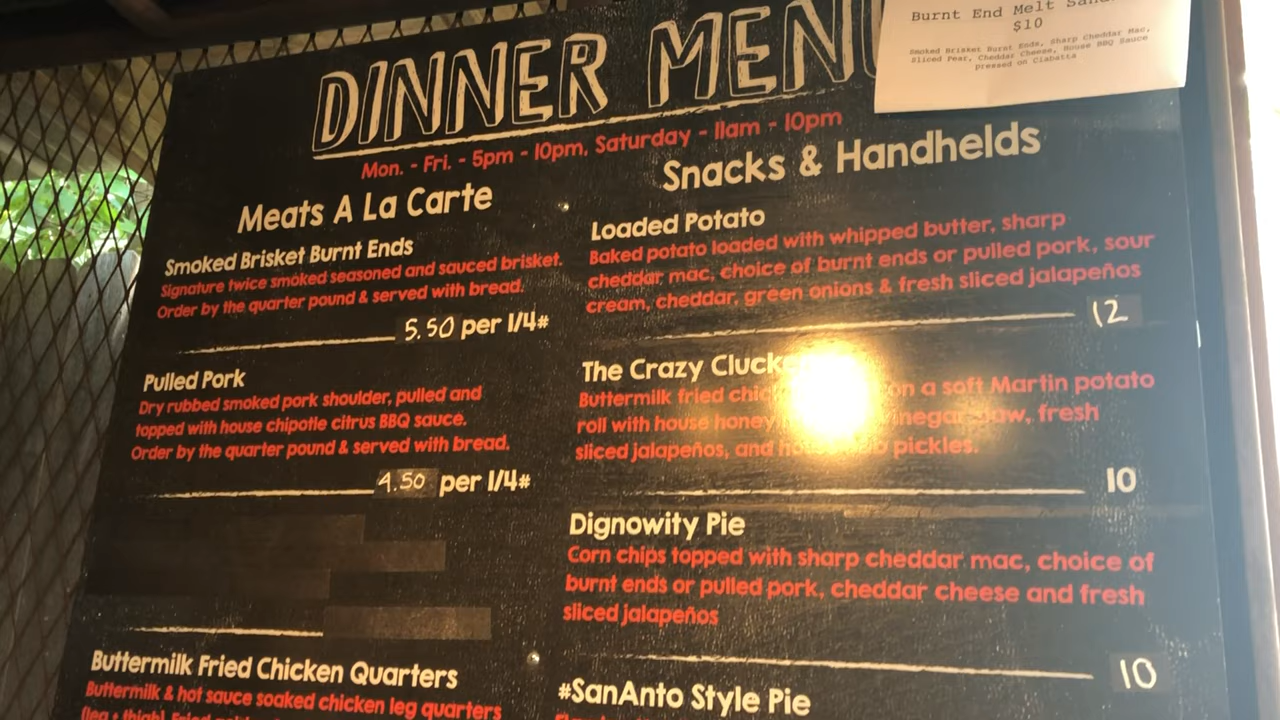 DINNER MENU
Mon. - Fri. - 5pm - 10pm, Saturday - 11am - 10pm
Burnt End Melt
$10
Smoked Brisket Burnt Ends, Sharp Cheddar Mac,
Sliced Pear, Cheddar Cheese, House BBQ Sauce
pressed on Ciabatta
Meats A La Carte
Smoked Brisket Burnt Ends
Signature twice smoked seasoned and sauced brisket.
Order by the quarter pound & served with bread.
5.50 per 1/4#
Pulled Pork
Dry rubbed smoked pork shoulder, pulled and
topped with house chipotle citrus BBQ sauce.
Order by the quarter pound & served with bread.
4.50 per 1/4#
Buttermilk Fried Chicken Quarters
Buttermilk & hot sauce soaked chicken leg quarters
(leg + thigh). Fried
Snacks & Handhelds
Loaded Potato
Baked potato loaded with whipped butter, sharp
cheddar mac, choice of burnt ends or pulled pork, sour
cream, cheddar, green onions & fresh sliced jalapeños
12
The Crazy
Buttermilk fried on a soft Martin potato
roll with house honey fresh
sliced jalapeños, and pickles.
10
Dignowity Pie
Corn chips topped with sharp cheddar mac, choice of
burnt ends or pulled pork, cheddar cheese and fresh
sliced jalapeños
10
#SanAnto Style Pie